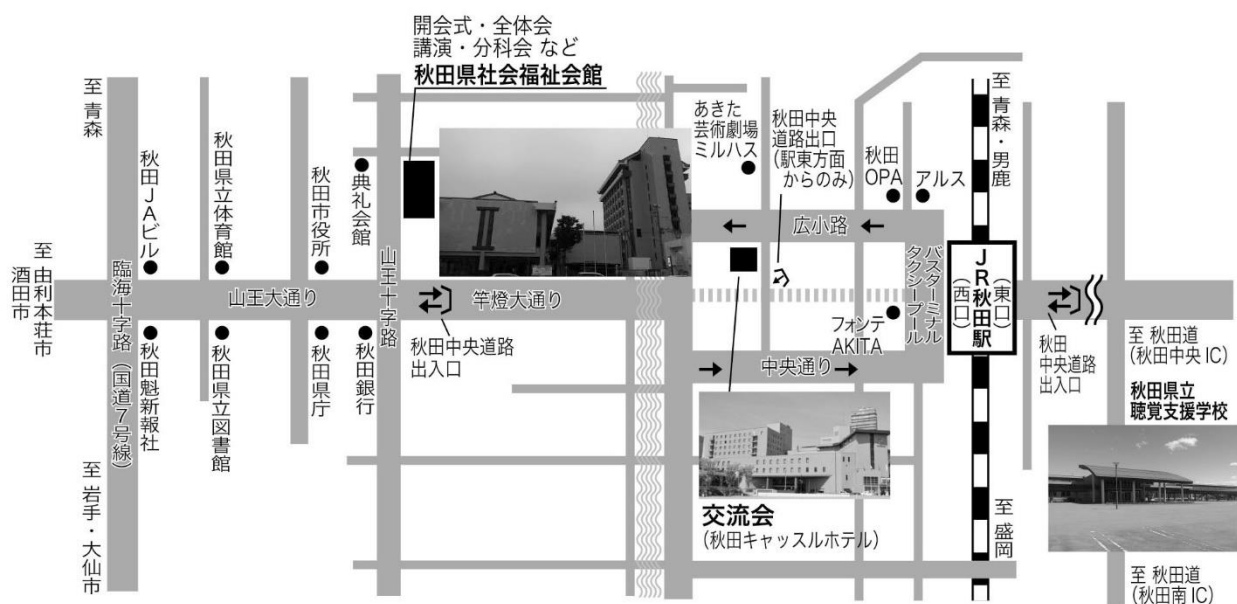 開会式・全体会
講演・分科会 など
秋田県社会福祉会館
至 青森
秋田JAビル
秋田県立体育館
秋田市役所
典礼会館
あきた
芸術劇場
ミルハス
秋田中央
道路出口
(駅東方面
からのみ)
秋田
OPA
アルス
至 青森・男鹿
至 由利本荘市
酒田市
臨海十字路(国道7号線)
山王大通り
山王十字路
竿燈大通り
広小路
バスターミナル
タクシープール
JR秋田駅
(西口)
(東口)
秋田魁新報社
秋田県立図書館
秋田県庁
秋田銀行
秋田中央道路
出入口
フォンテ
AKITA
中央通り
秋田
中央道路
出入口
至 秋田道
(秋田中央IC)
秋田県立
聴覚支援学校
至 岩手・大仙市
交流会
(秋田キャッスルホテル)
至 盛岡
至 秋田道
(秋田南IC)